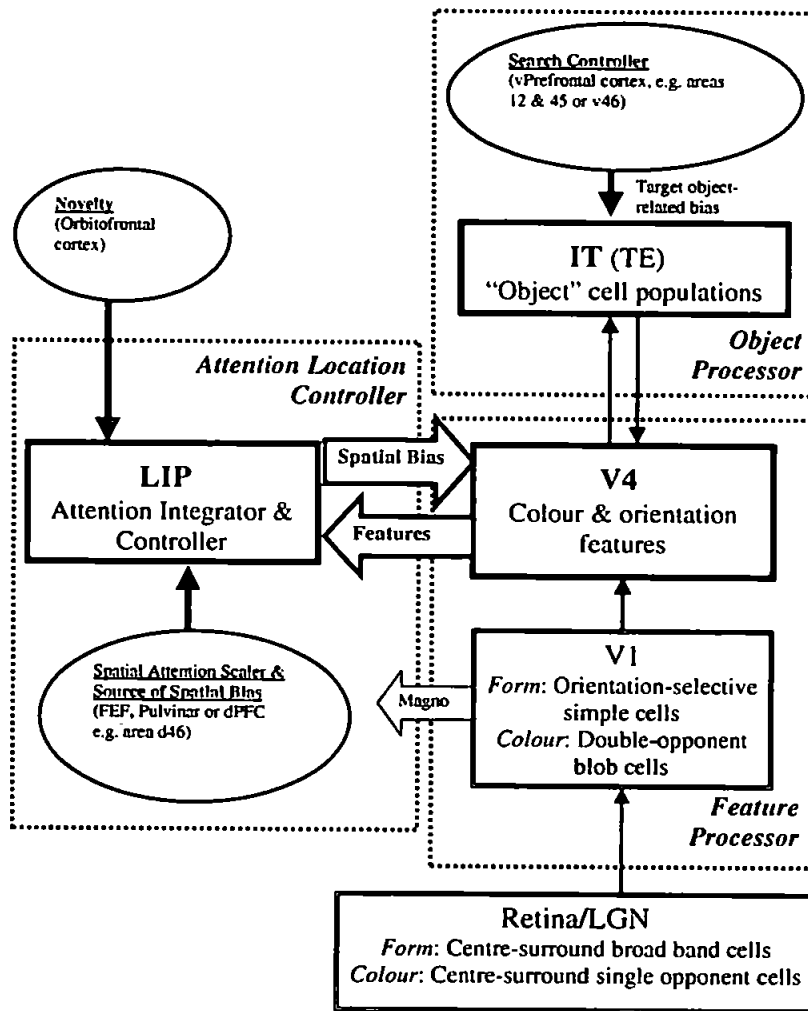 Search Controller
(vPrefrontal cortex, e.g. areas
12 & 45 or v46)
Target object-
related bias
Novelty
(Orbitofrontal
cortex)
IT (TE)
“Object” cell populations
Object
Processor
Attention Location
Controller
LIP
Attention Integrator &
Controller
Spatial Bias
Features
V4
Colour & orientation
features
Spatial Attention Scaler &
Source of Spatial Bias
(FEF, Pulvinar or dPFC
e.g. area d46)
Magno
V1
Form: Orientation-selective
simple cells
Colour: Double-opponent
blob cells
Feature
Processor
Retina/LGN
Form: Centre-surround broad band cells
Colour: Centre-surround single opponent cells